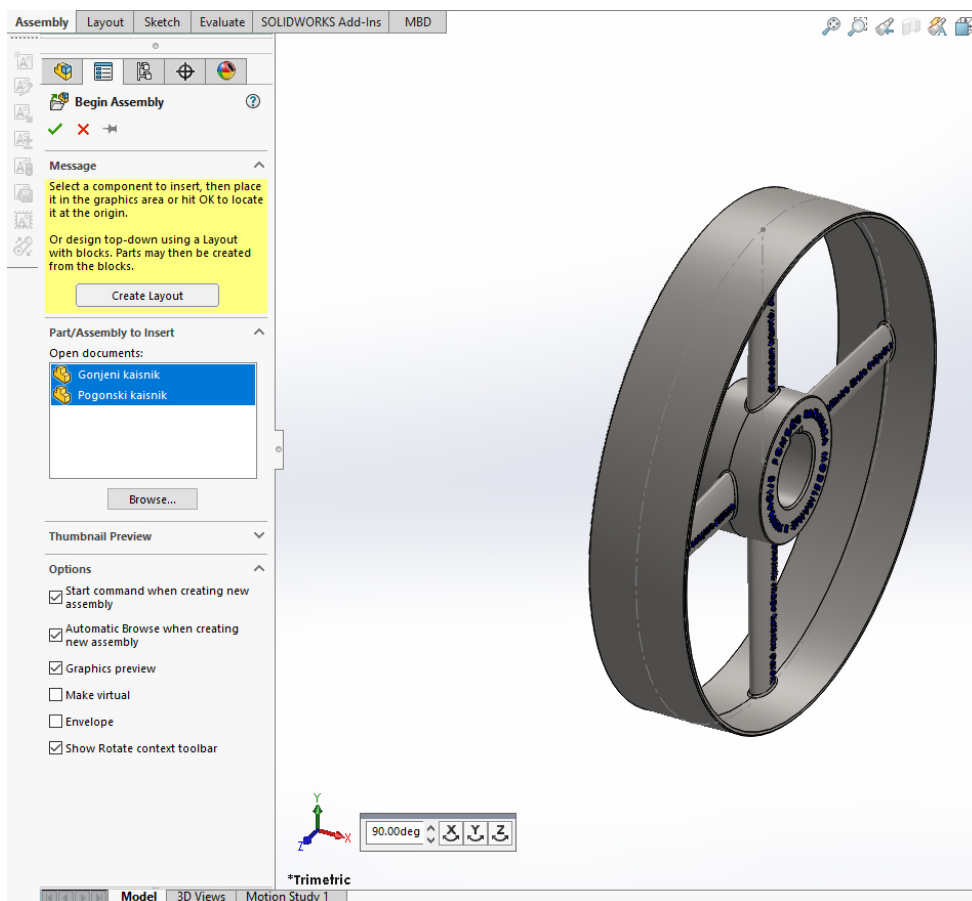 Assembly Layout Sketch Evaluate SOLIDWORKS Add-Ins MBD
Begin Assembly
Message
Select a component to insert, then place
it in the graphics area or hit OK to locate
it at the origin.
Or design top-down using a Layout
with blocks. Parts may then be created
from the blocks.
Create Layout
Part/Assembly to Insert
Open documents:
Gonjeni kaisnik
Pogonski kaisnik
Browse...
Thumbnail Preview
Options
Start command when creating new
assembly
Automatic Browse when creating
new assembly
Graphics preview
Make virtual
Envelope
Show Rotate context toolbar
Y
X
Z
90.00deg X Y Z
*Trimetric
Model 3D Views Motion Study 1